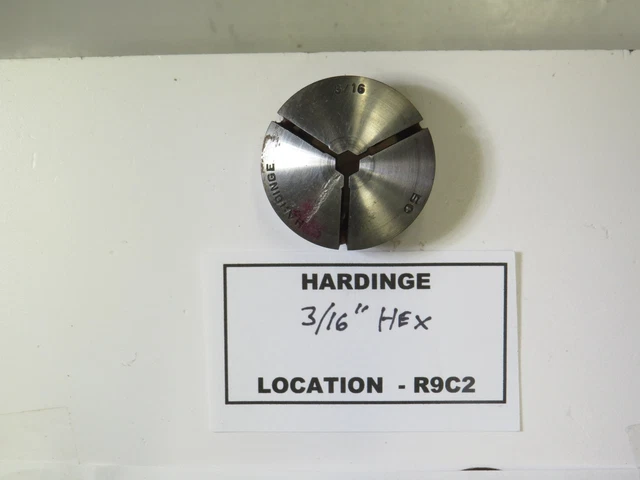 3/16
HARDINGE
HARDINGE
3/16" HEX
LOCATION - R9C2